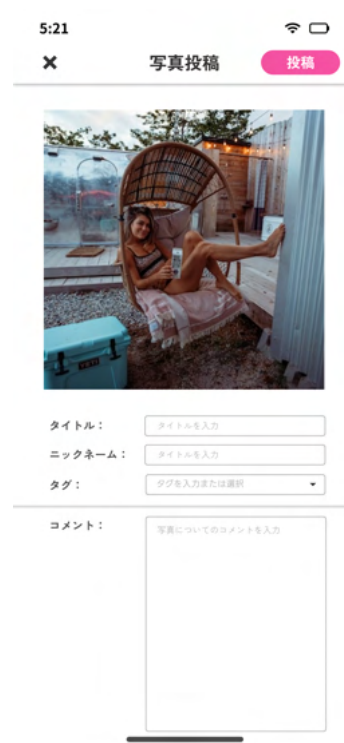 5:21
× 写真投稿 投稿
YETI
タイトル： タイトルを入力
ニックネーム： タイトルを入力
タグ： タグを入力または選択
コメント： 写真についてのコメントを入力